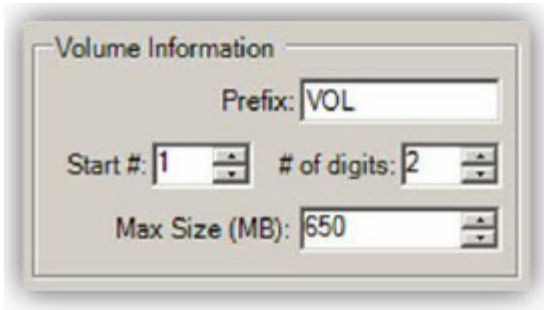 Volume Information
Prefix: VOL
Start #: 1 # of digits: 2
Max Size (MB): 650